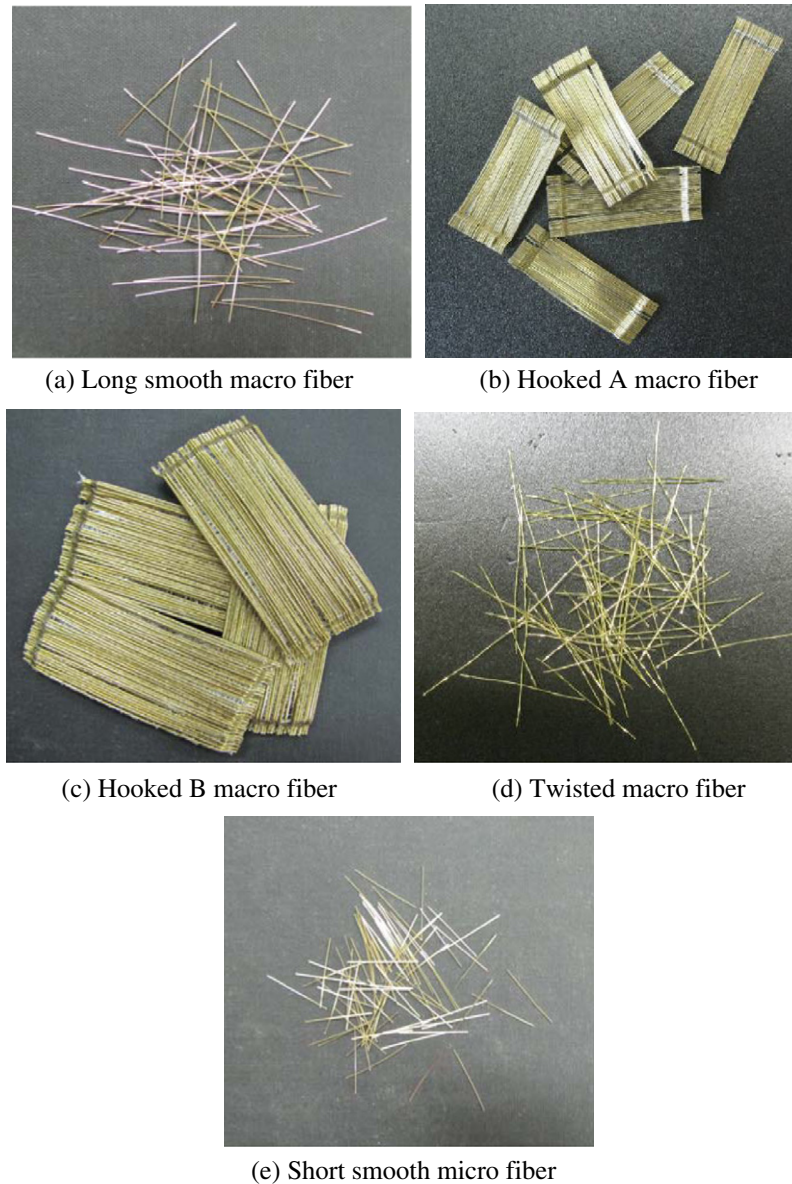 (a) Long smooth macro fiber
(b) Hooked A macro fiber
(c) Hooked B macro fiber
(d) Twisted macro fiber
(e) Short smooth micro fiber